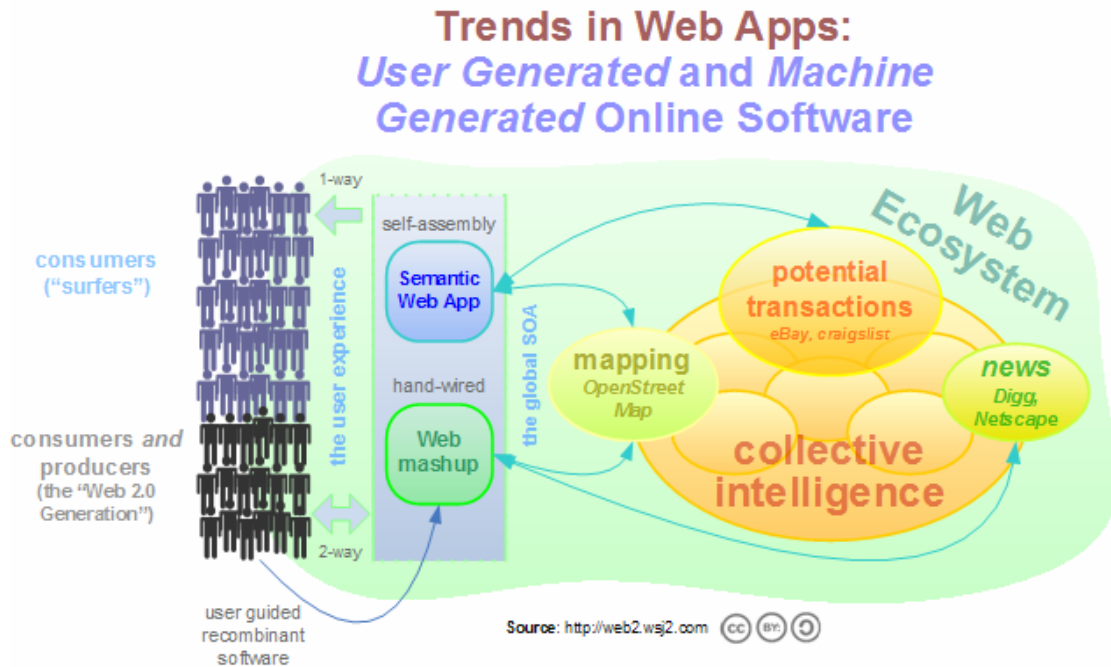 Trends in Web Apps:
User Generated and Machine
Generated Online Software
1-way
self-assembly
Semantic
Web App
consumers
("surfers")
the user experience
the global SOA
hand-wired
Web
mashup
consumers and
producers
(the "Web 2.0
Generation")
2-way
user guided
recombinant
software
Web
Ecosystem
potential
transactions
eBay, craigslist
mapping
OpenStreet
Map
news
Digg,
Netscape
collective
intelligence
Source: http://web2.wsj2.com
cc BY: